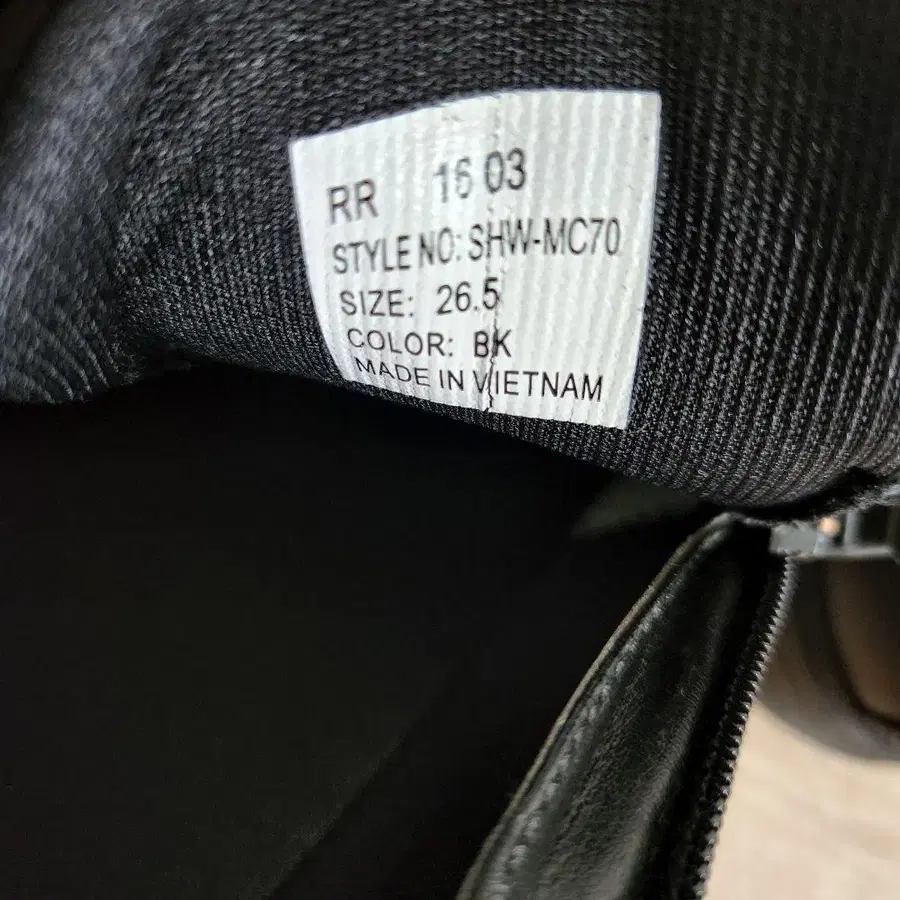 RR 16 03
STYLE NO: SHW-MC70
SIZE: 26.5
COLOR: BK
MADE IN VIETNAM